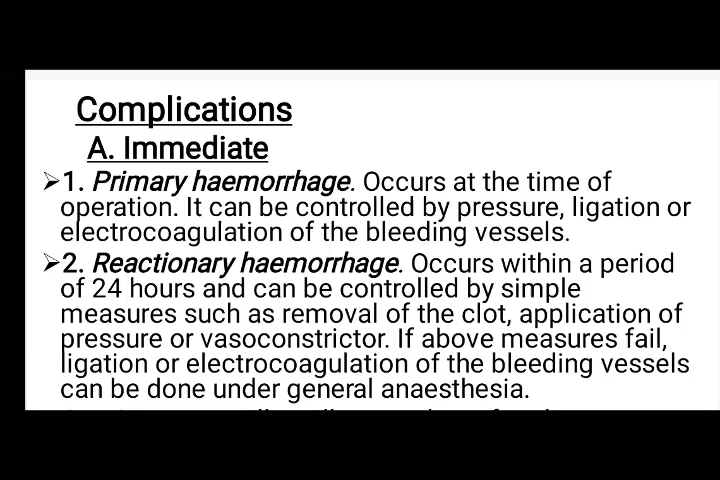 Complications
A. Immediate
➢1. Primary haemorrhage. Occurs at the time of
operation. It can be controlled by pressure, ligation or
electrocoagulation of the bleeding vessels.
➢2. Reactionary haemorrhage. Occurs within a period
of 24 hours and can be controlled by simple
measures such as removal of the clot, application of
pressure or vasoconstrictor. If above measures fail,
ligation or electrocoagulation of the bleeding vessels
can be done under general anaesthesia.